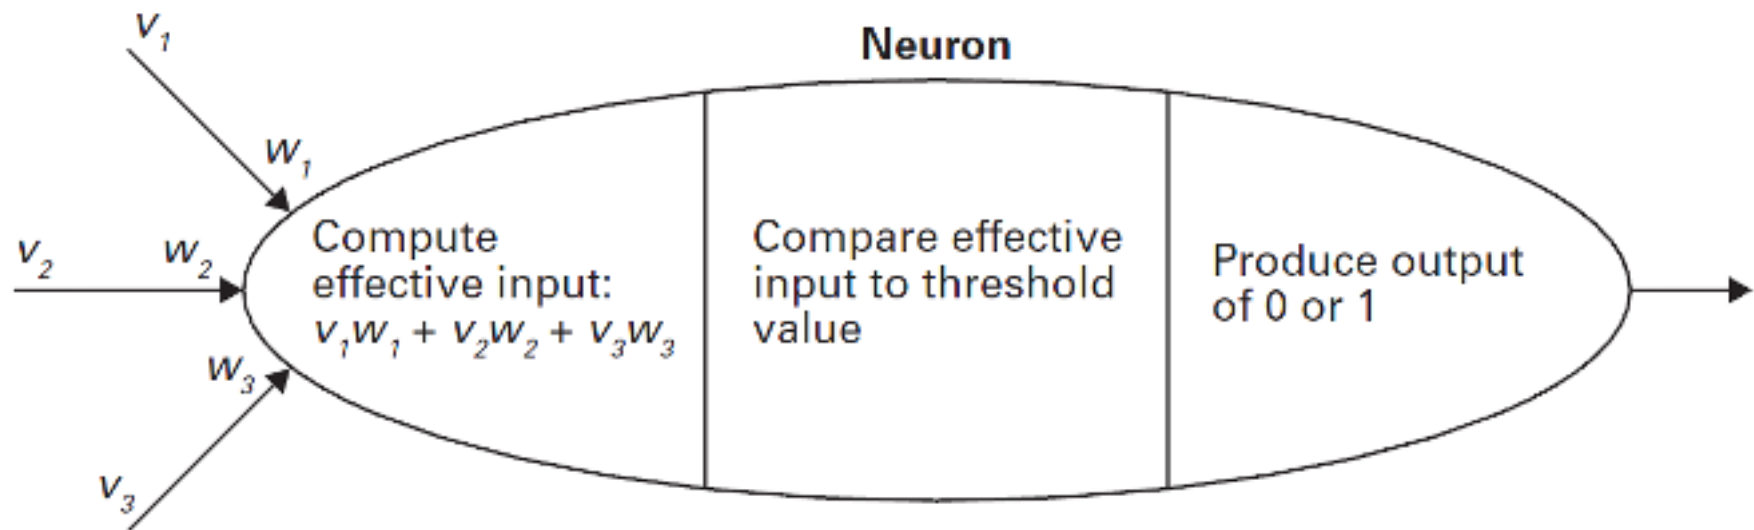 Neuron
v₁
w₁
v₂
w₂
w₃
v₃
Compute
effective input:
v₁w₁ + v₂w₂ + v₃w₃
Compare effective
input to threshold
value
Produce output
of 0 or 1